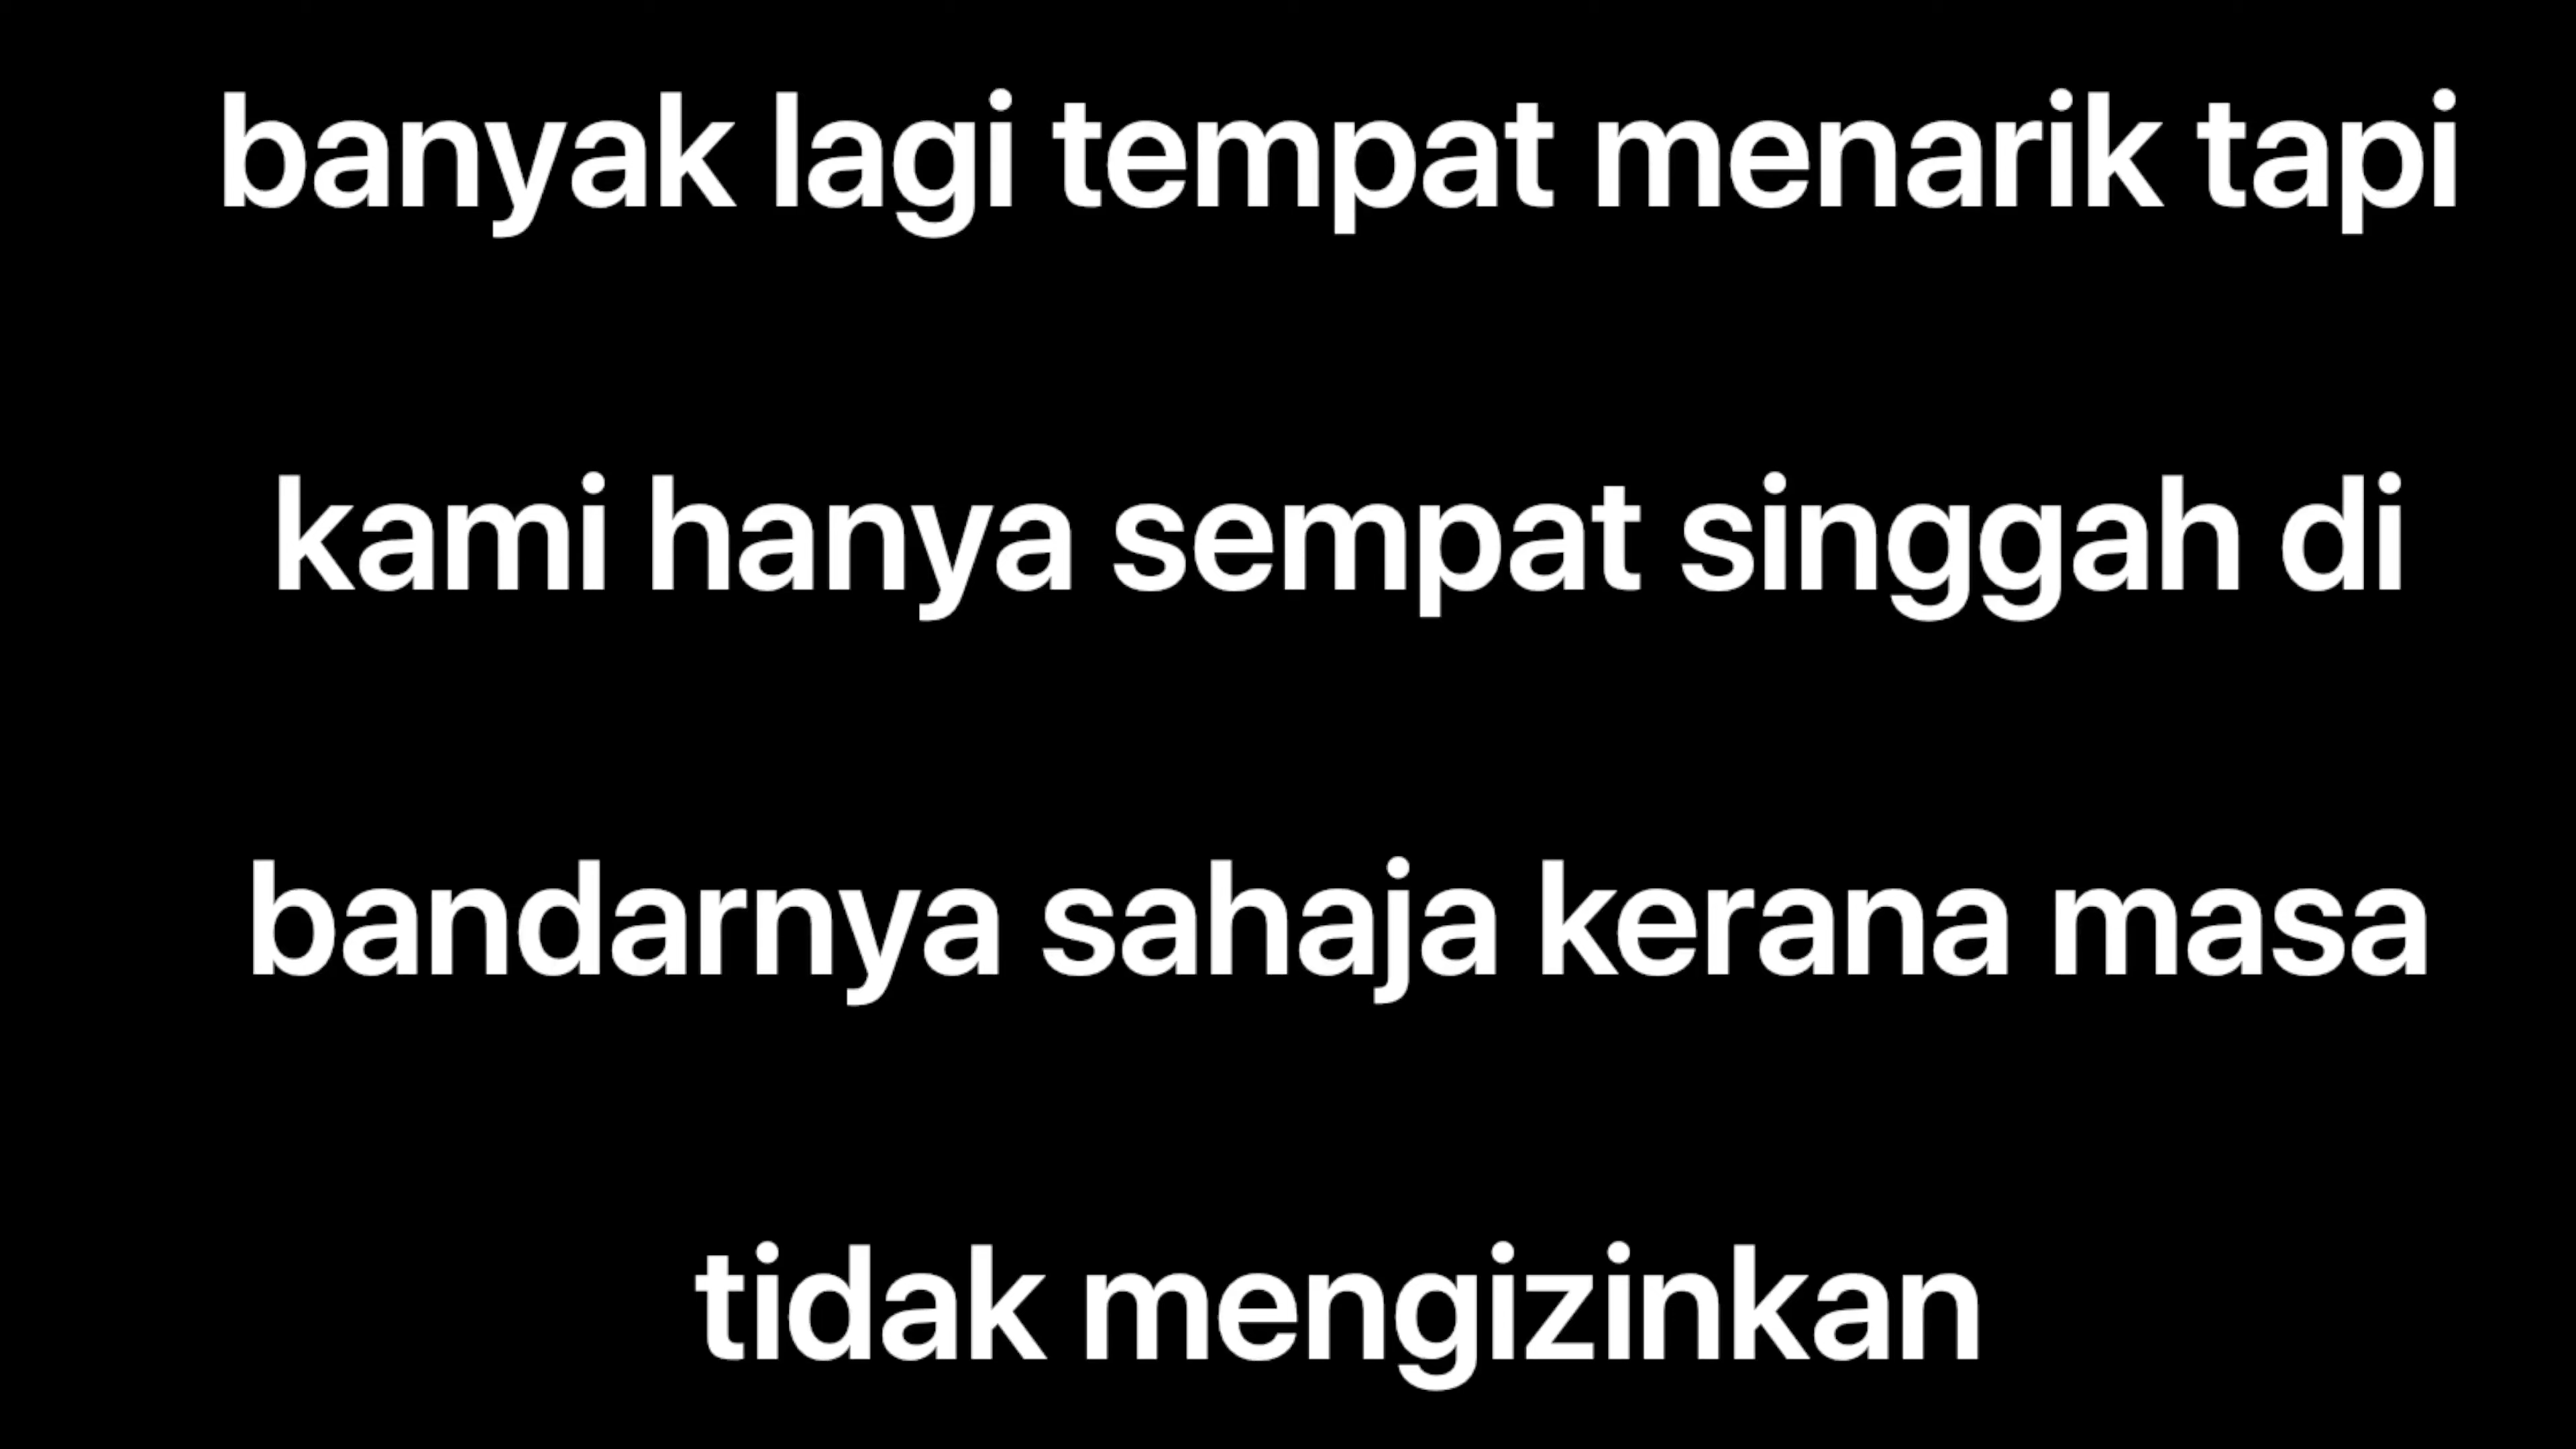 banyak lagi tempat menarik tapi
kami hanya sempat singgah di
bandarnya sahaja kerana masa
tidak mengizinkan